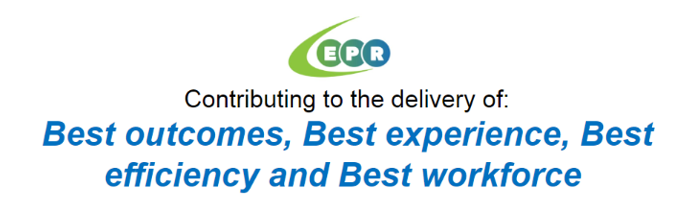 EPR
Contributing to the delivery of:
Best outcomes, Best experience, Best
efficiency and Best workforce